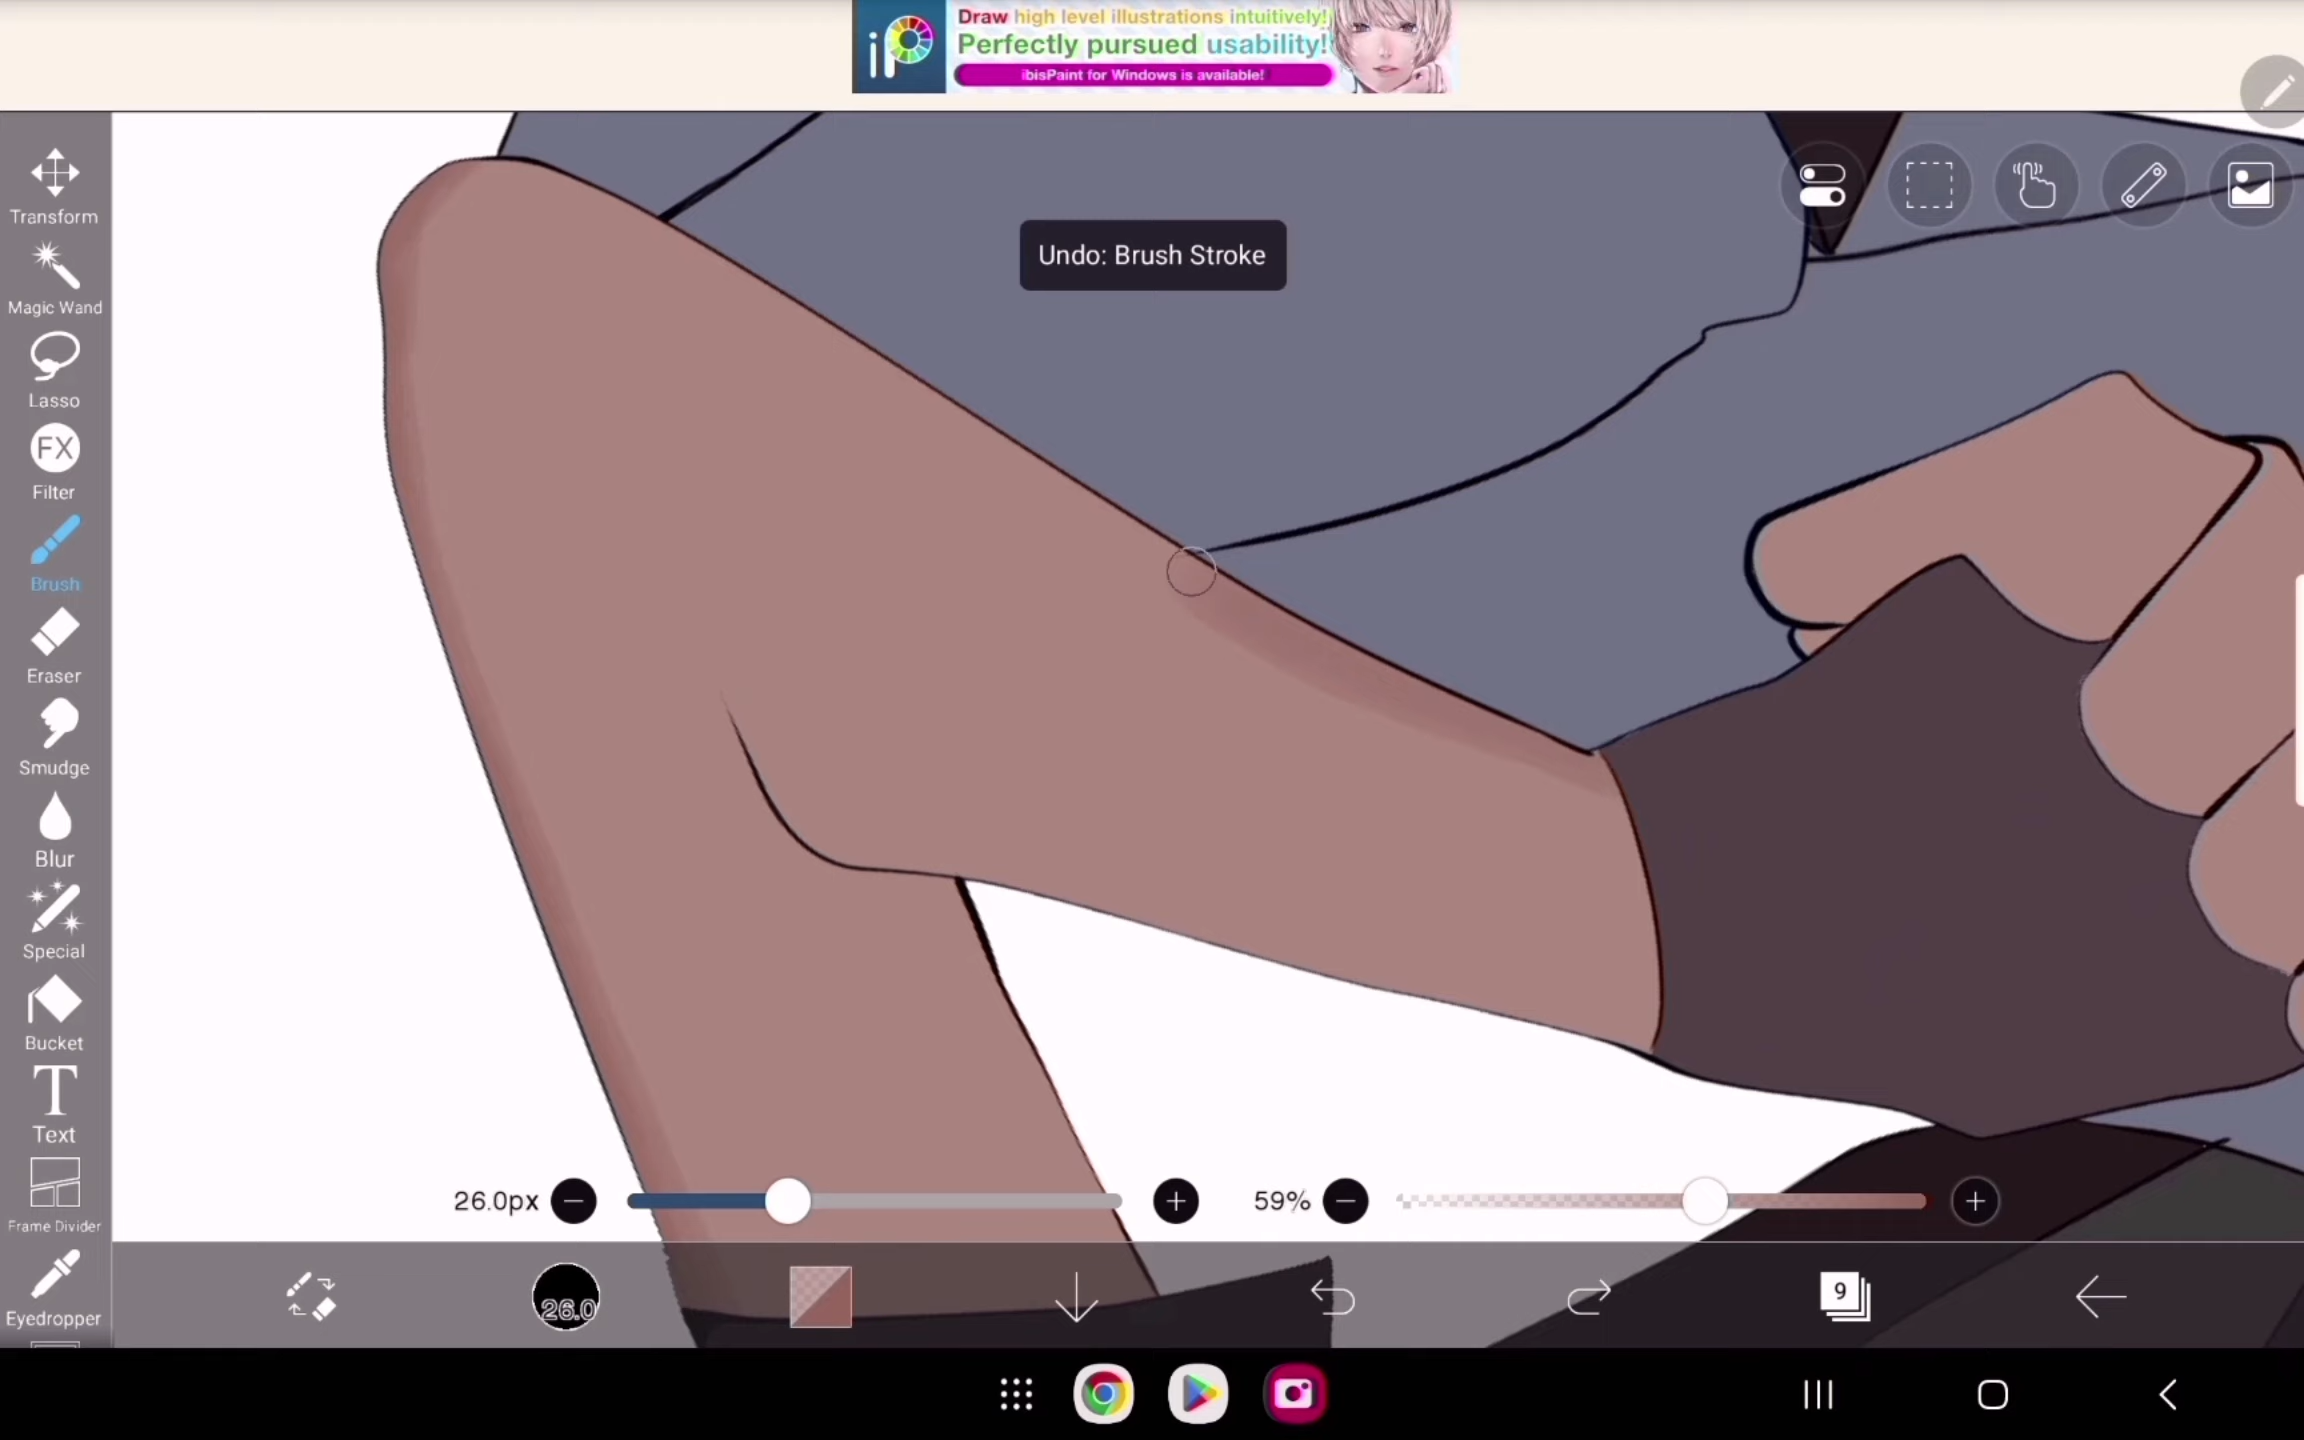 iP
Draw high level illustrations intuitively!
Perfectly pursued usability!
ibisPaint for Windows is available!
Transform
Magic Wand
Lasso
FX
Filter
Brush
Eraser
Smudge
Blur
Special
Bucket
T
Text
Frame Divider
Eyedropper
Undo: Brush Stroke
26.0px
59%
26.0
9